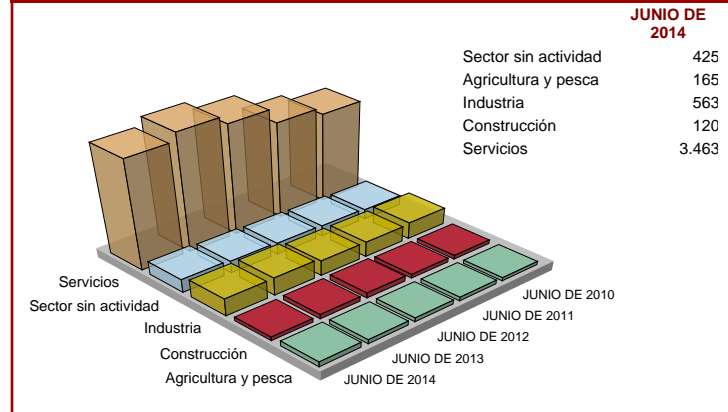 JUNIO DE
2014
Sector sin actividad 425
Agricultura y pesca 165
Industria 563
Construcción 120
Servicios 3.463
Servicios
Sector sin actividad
Industria
Construcción
Agricultura y pesca
JUNIO DE 2010
JUNIO DE 2011
JUNIO DE 2012
JUNIO DE 2013
JUNIO DE 2014